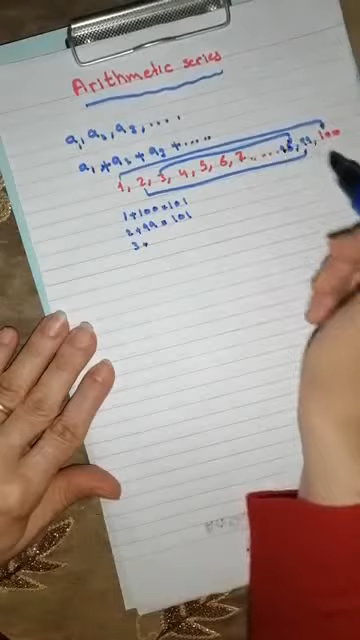 Arithmetic series
a₁, a₂, a₃, ....
a₁ + a₂ + a₃ + .....
1, 2, 3, 4, 5, 6, 7......98, 99, 100
1+100=101
2+99=101
3+